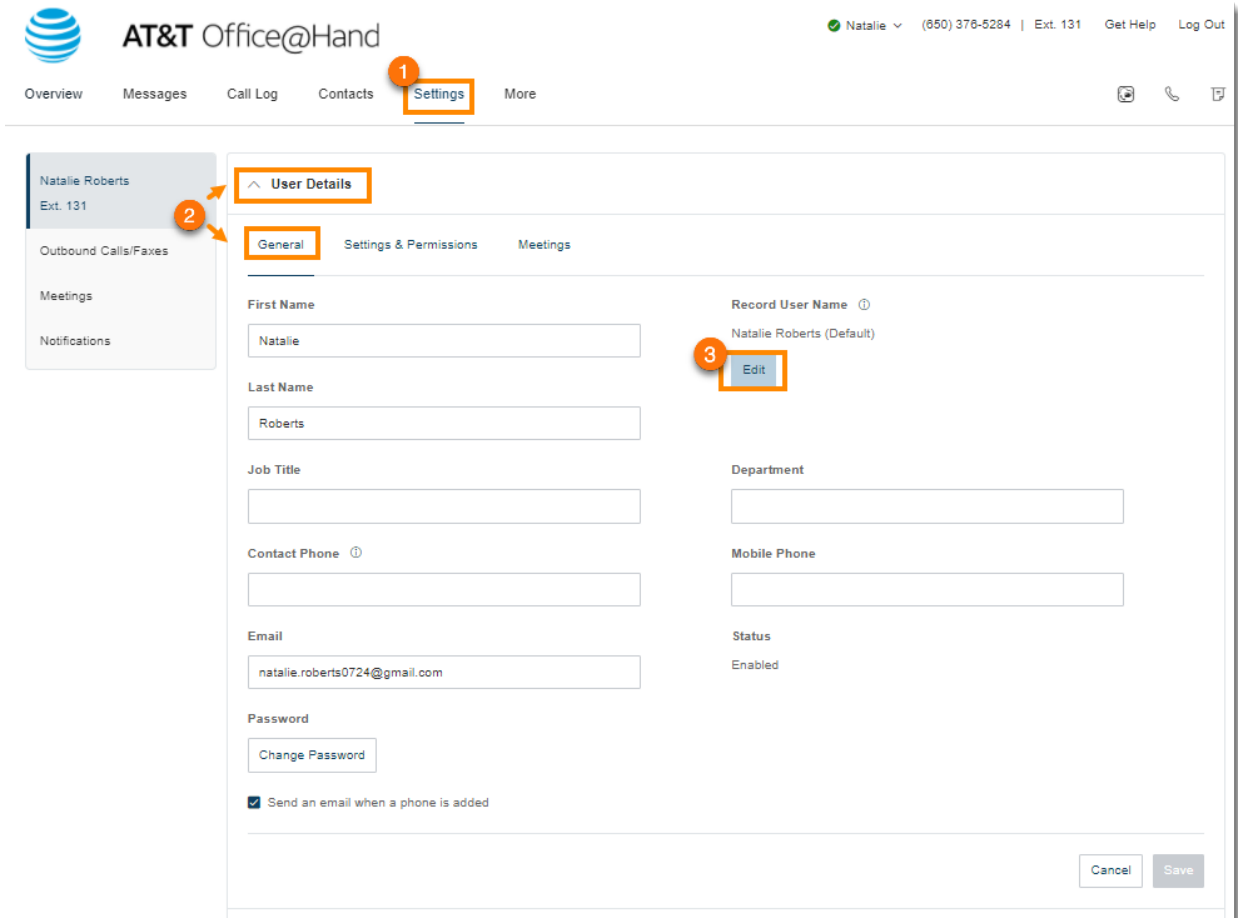 AT&T Office@Hand
Natalie (650) 376-5284 | Ext. 131 Get Help Log Out
1
Overview Messages Call Log Contacts Settings More
Natalie Roberts
Ext. 131
Outbound Calls/Faxes
Meetings
Notifications
2
User Details
General Settings & Permissions Meetings
First Name
Natalie
Record User Name
Natalie Roberts (Default)
3
Edit
Last Name
Roberts
Job Title
Department
Contact Phone
Mobile Phone
Email
natalie.roberts0724@gmail.com
Status
Enabled
Password
Change Password
Send an email when a phone is added
Cancel Save